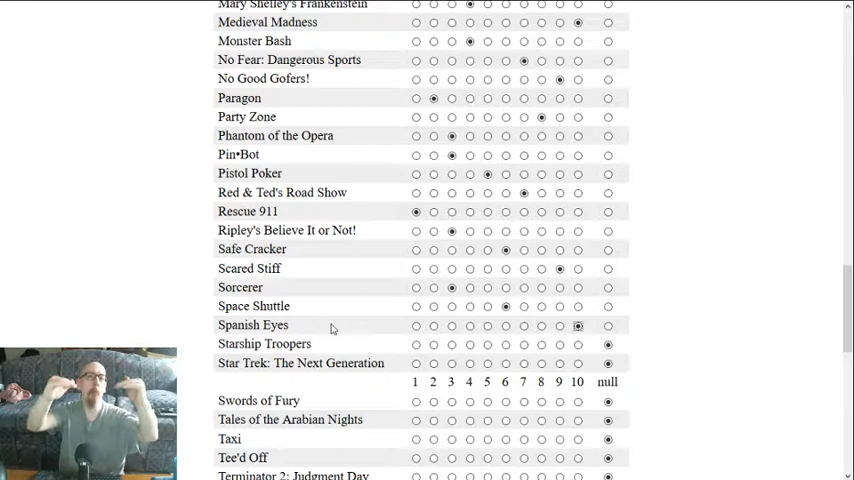 Mary Shelley's Frankenstein
Medieval Madness
Monster Bash
No Fear: Dangerous Sports
No Good Gofers!
Paragon
Party Zone
Phantom of the Opera
Pin•Bot
Pistol Poker
Red & Ted's Road Show
Rescue 911
Ripley's Believe It or Not!
Safe Cracker
Scared Stiff
Sorcerer
Space Shuttle
Spanish Eyes
Starship Troopers
Star Trek: The Next Generation
1 2 3 4 5 6 7 8 9 10 null
Swords of Fury
Tales of the Arabian Nights
Taxi
Tee'd Off
Terminator 2: Judgment Day